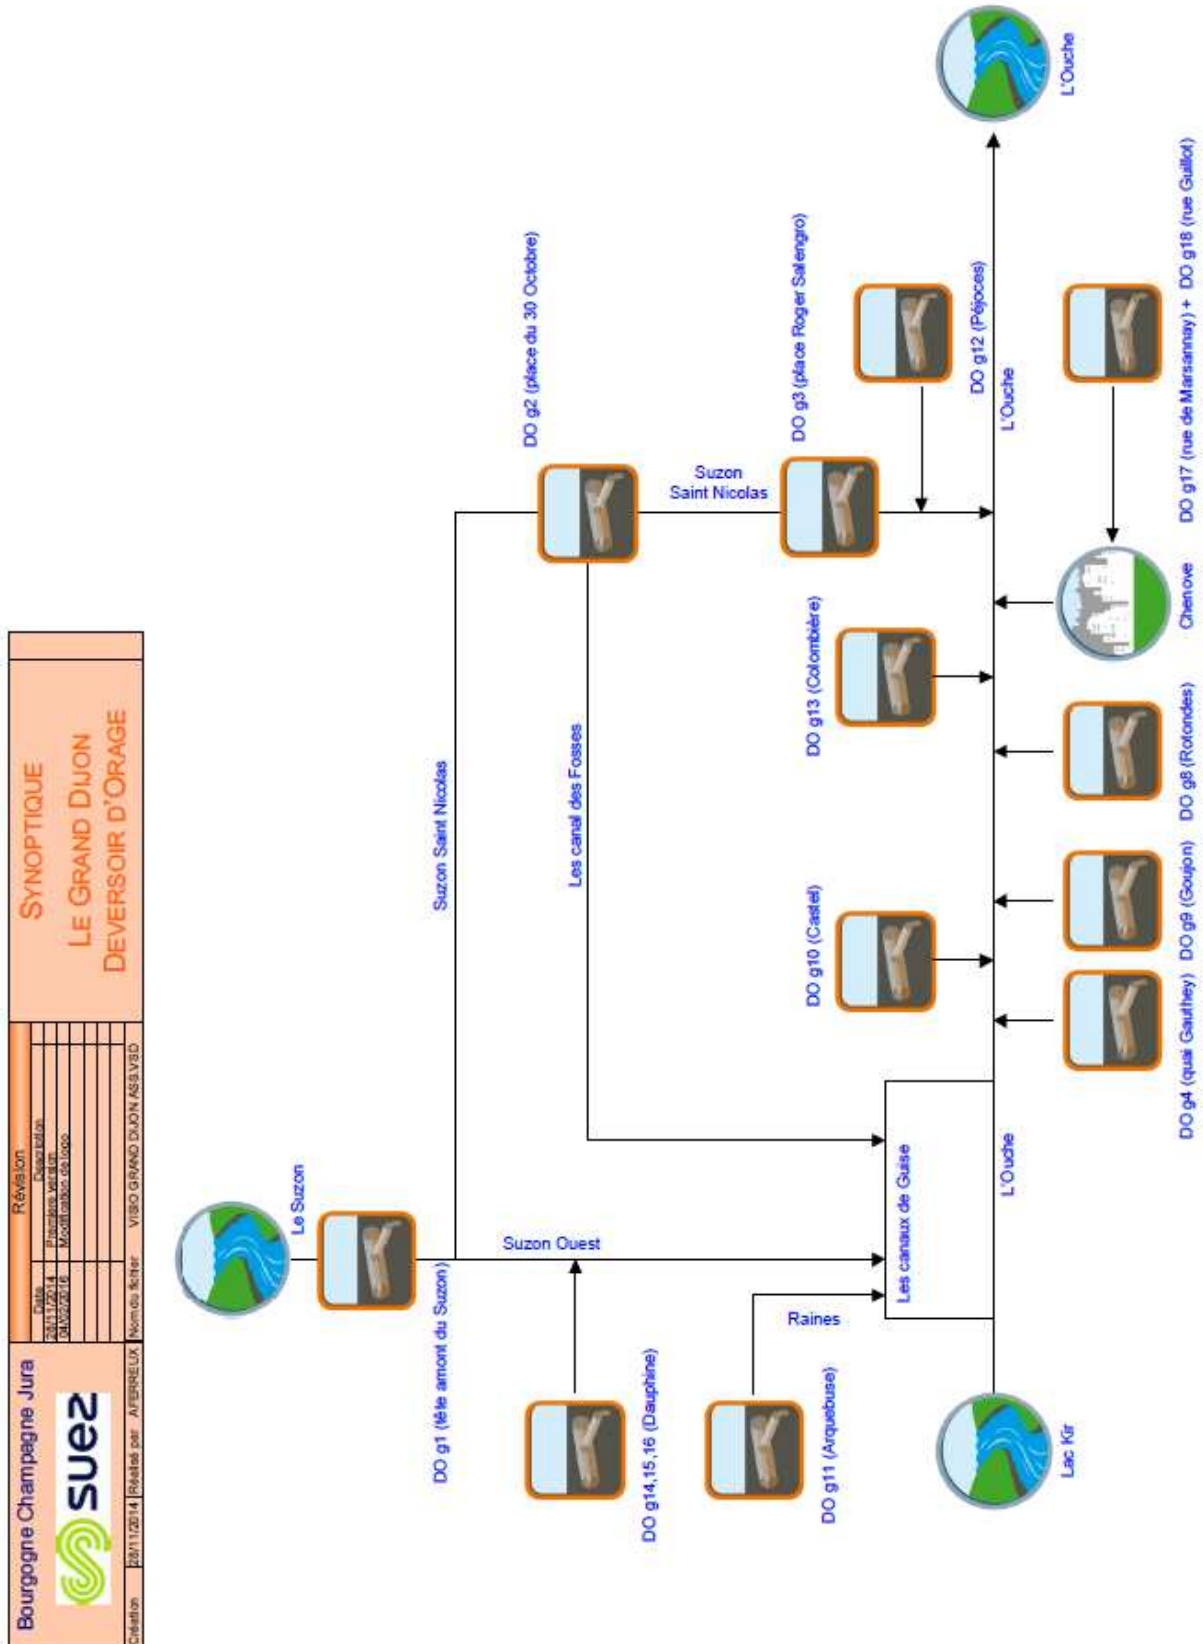 Bourgogne Champagne Jura
suez
Création
28/11/2014
Réalisé par
AFERREUX
Révision
Date
Description
28/11/2014
Première version
04/02/2016
Modification de logo
Nom du fichier
VISIO GRAND DIJON ASS.VSD
SYNOPTIQUE
LE GRAND DIJON
DEVERSOIR D'ORAGE
Le Suzon
DO g1 (tête amont du Suzon)
Suzon Saint Nicolas
DO g2 (place du 30 Octobre)
Suzon Ouest
DO g14,15,16 (Dauphine)
Les canal des Fosses
Suzon
Saint Nicolas
Raines
DO g11 (Arquebuse)
DO g10 (Castel)
DO g13 (Colombière)
DO g3 (place Roger Salengro)
Les canaux de Guise
DO g12 (Péjoces)
L'Ouche
L'Ouche
Lac Kir
L'Ouche
Chenove
DO g4 (quai Gauthey)
DO g9 (Goujon)
DO g8 (Rotondes)
DO g17 (rue de Marsannay) + DO g18 (rue Guillot)